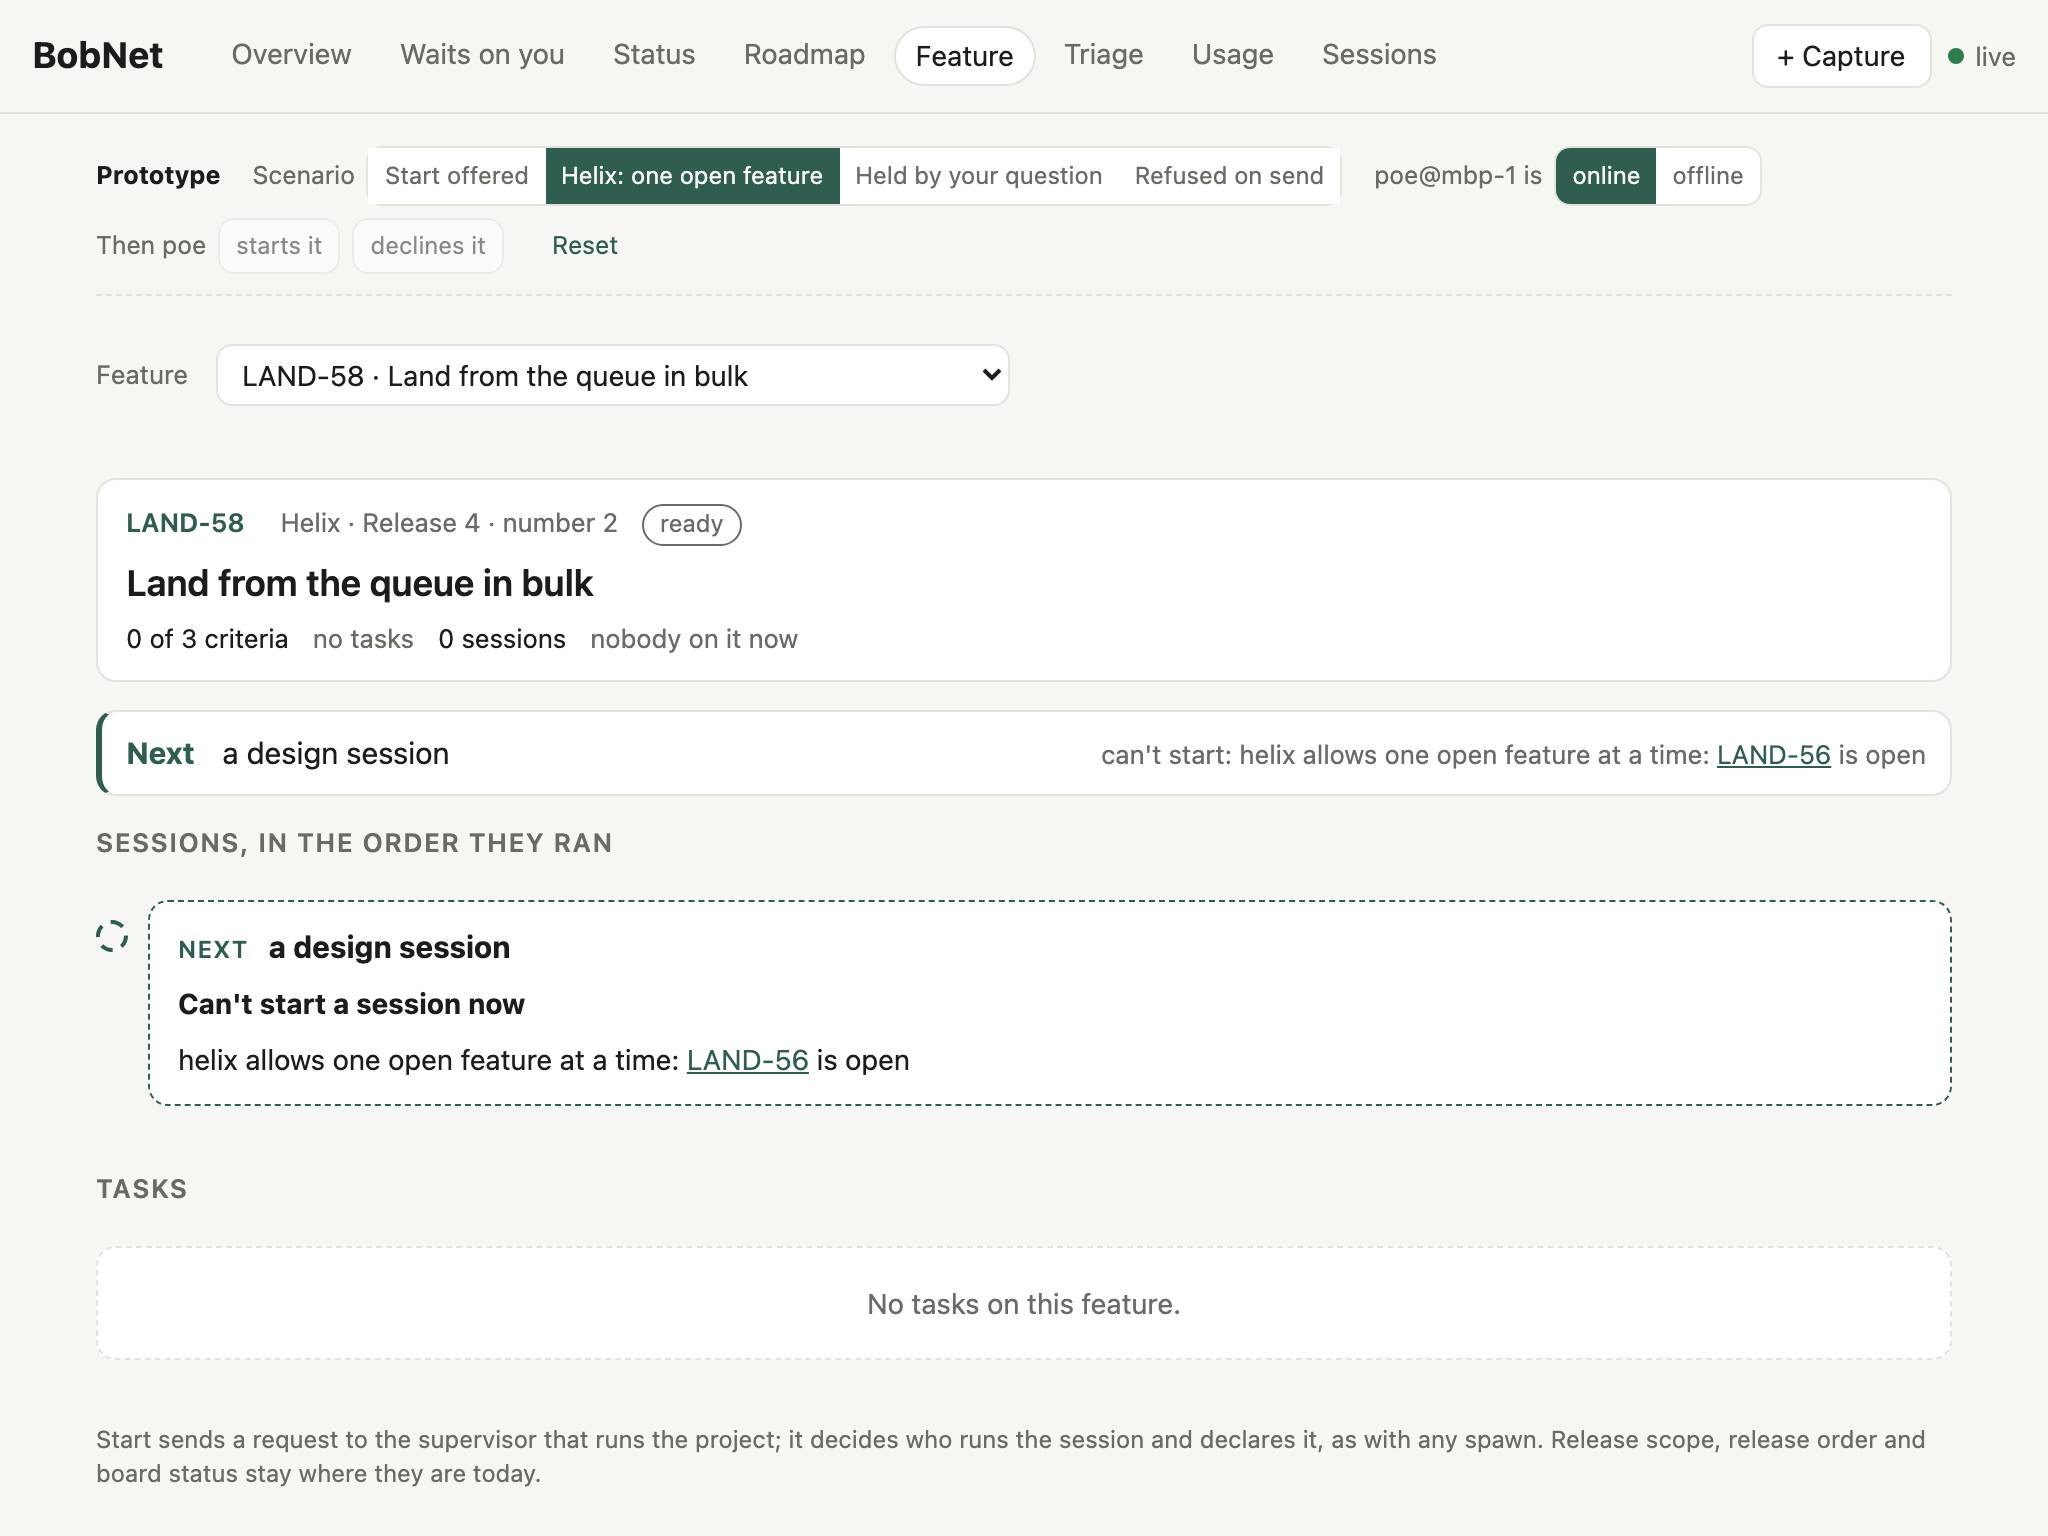 BobNet Overview Waits on you Status Roadmap Feature Triage Usage Sessions + Capture live
Prototype Scenario Start offered Helix: one open feature Held by your question Refused on send poe@mbp-1 is online offline
Then poe starts it declines it Reset
Feature LAND-58 · Land from the queue in bulk
LAND-58 Helix · Release 4 · number 2 ready
Land from the queue in bulk
0 of 3 criteria no tasks 0 sessions nobody on it now
Next a design session can't start: helix allows one open feature at a time: LAND-56 is open
SESSIONS, IN THE ORDER THEY RAN
NEXT a design session
Can't start a session now
helix allows one open feature at a time: LAND-56 is open
TASKS
No tasks on this feature.
Start sends a request to the supervisor that runs the project; it decides who runs the session and declares it, as with any spawn. Release scope, release order and
board status stay where they are today.